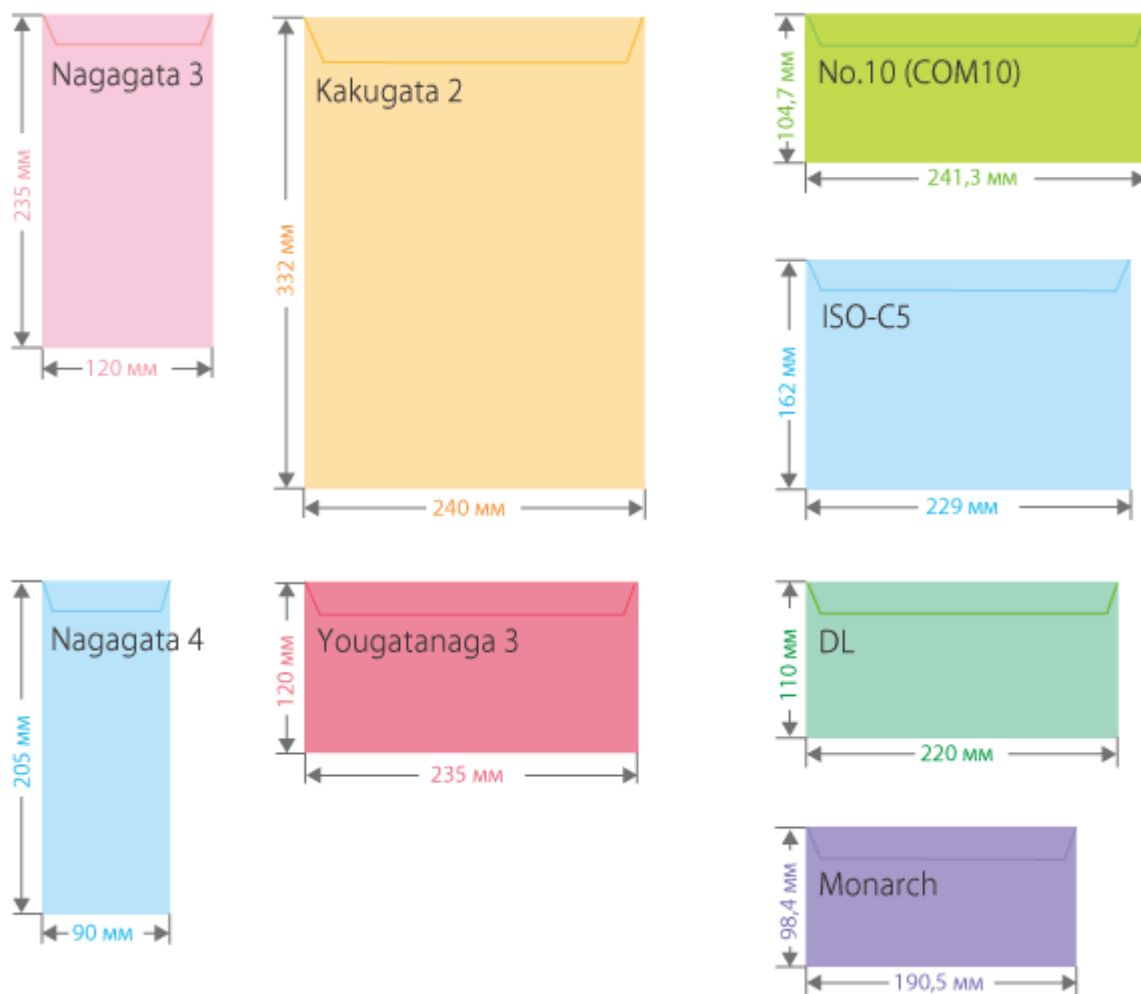 Nagagata 3
235 мм
120 мм
Kakugata 2
332 мм
240 мм
No.10 (COM10)
104,7 мм
241,3 мм
ISO-C5
162 мм
229 мм
Nagagata 4
205 мм
90 мм
Yougatanaga 3
120 мм
235 мм
DL
110 мм
220 мм
Monarch
98,4 мм
190,5 мм